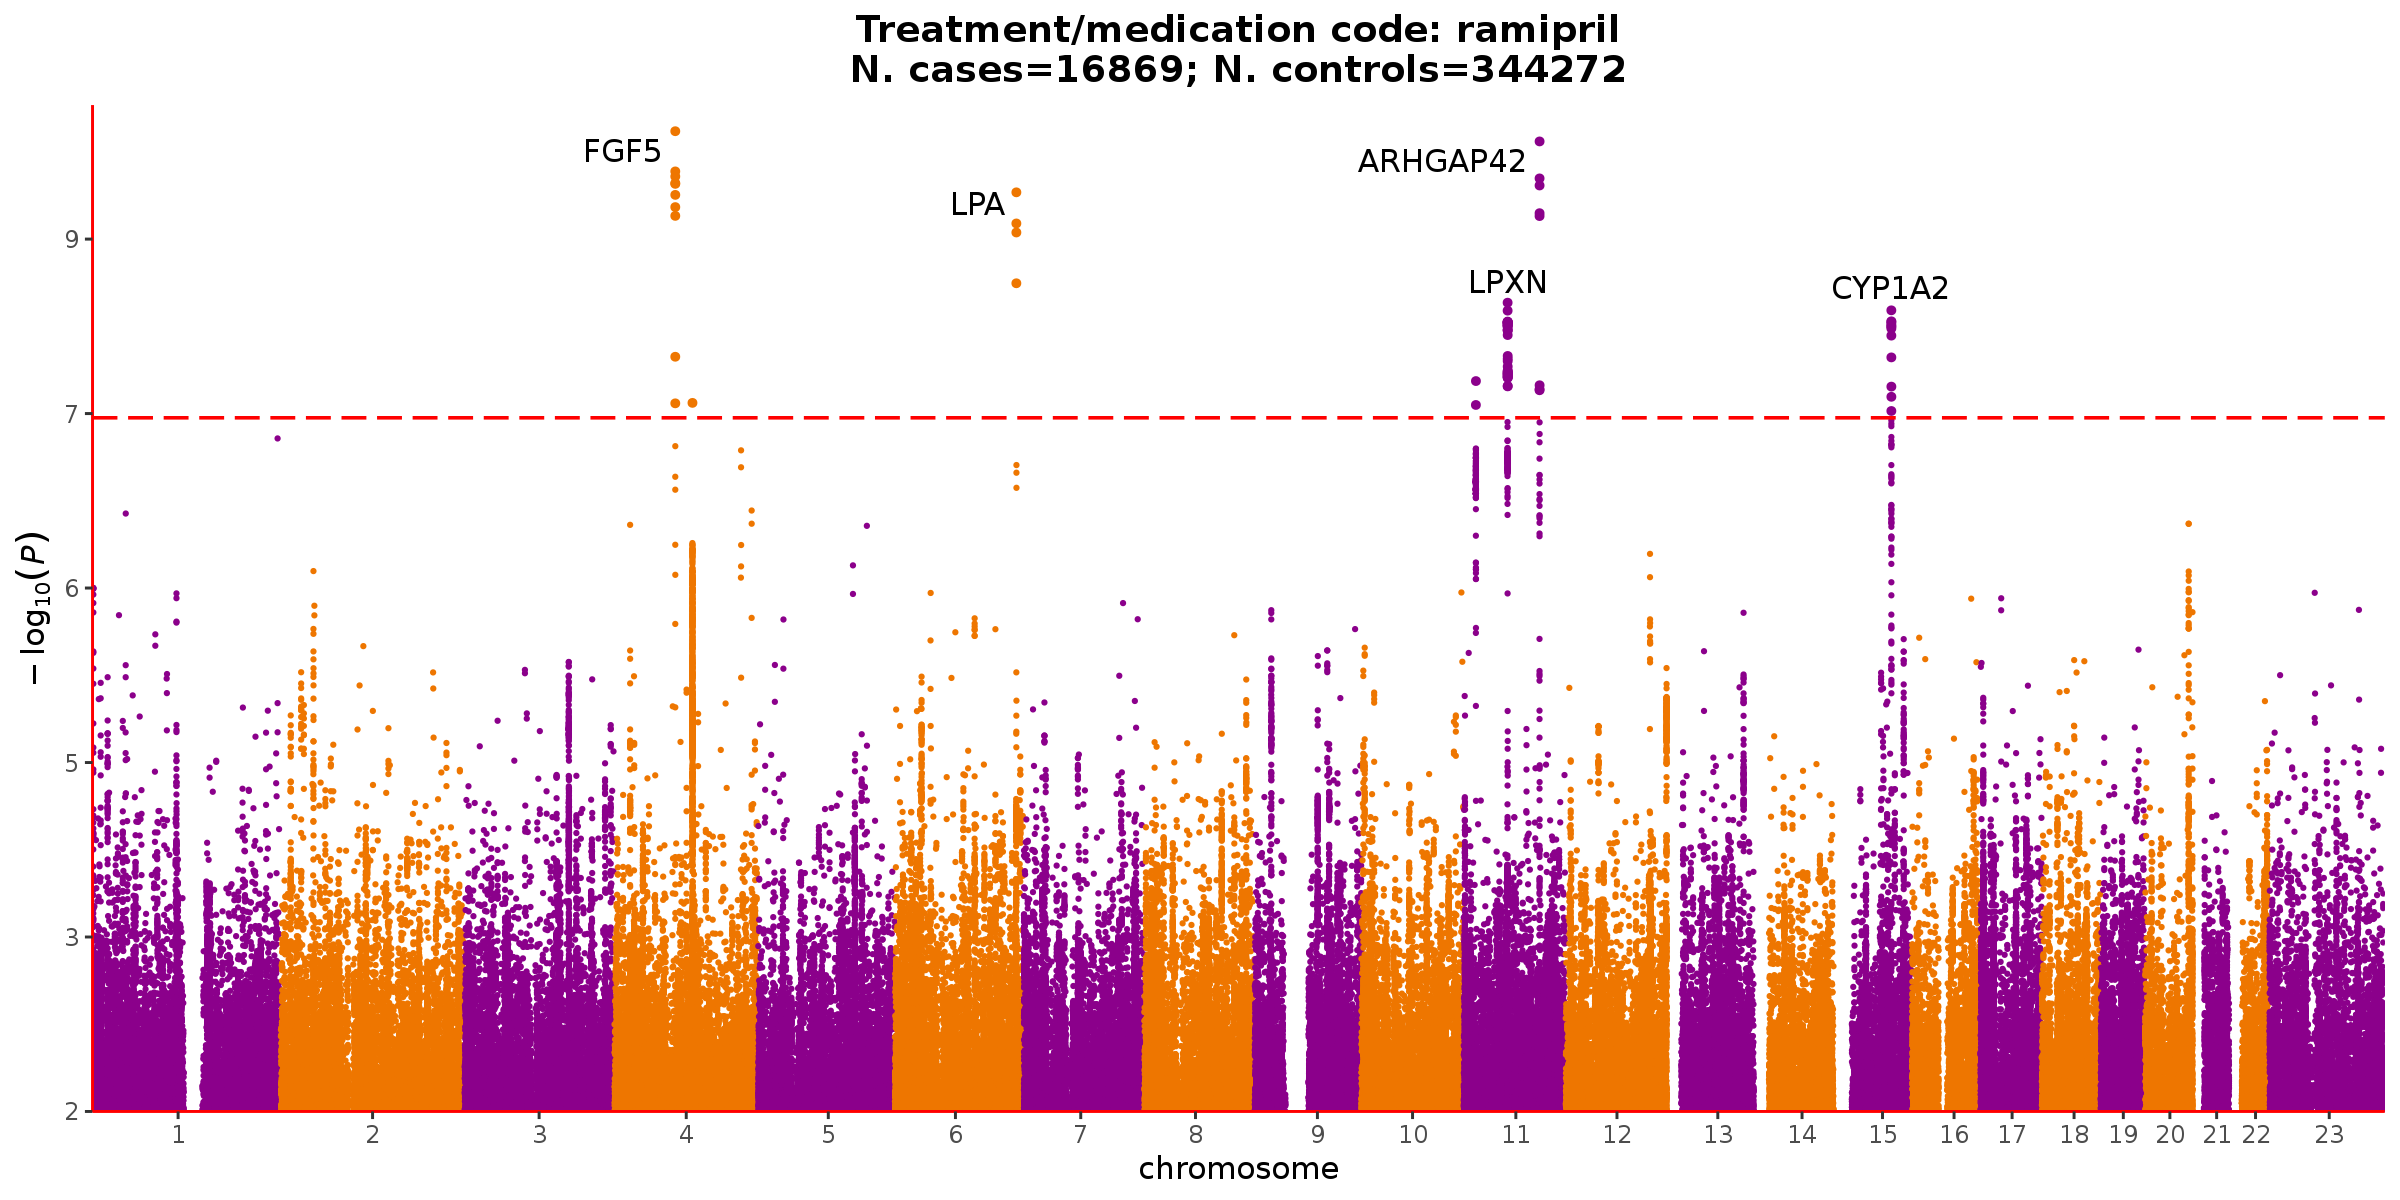 Treatment/medication code: ramipril
N. cases=16869; N. controls=344272
FGF5
ARHGAP42
LPA
LPXN
CYP1A2
9
7
6
5
3
2
−log₁₀(P)
1 2 3 4 5 6 7 8 9 10 11 12 13 14 15 16 17 18 19 20 21 22 23
chromosome